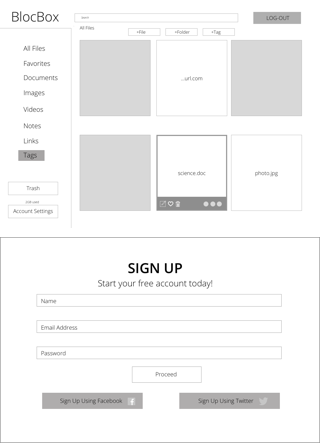 BlocBox
search
LOG-OUT
All Files
+File
+Folder
+Tag
All Files
Favorites
Documents
Images
Videos
Notes
Links
Tags
Trash
Account Settings
...url.com
science.doc
photo.jpg
SIGN UP
Start your free account today!
Name
Email Address
Password
Proceed
Sign Up Using Facebook
Sign Up Using Twitter